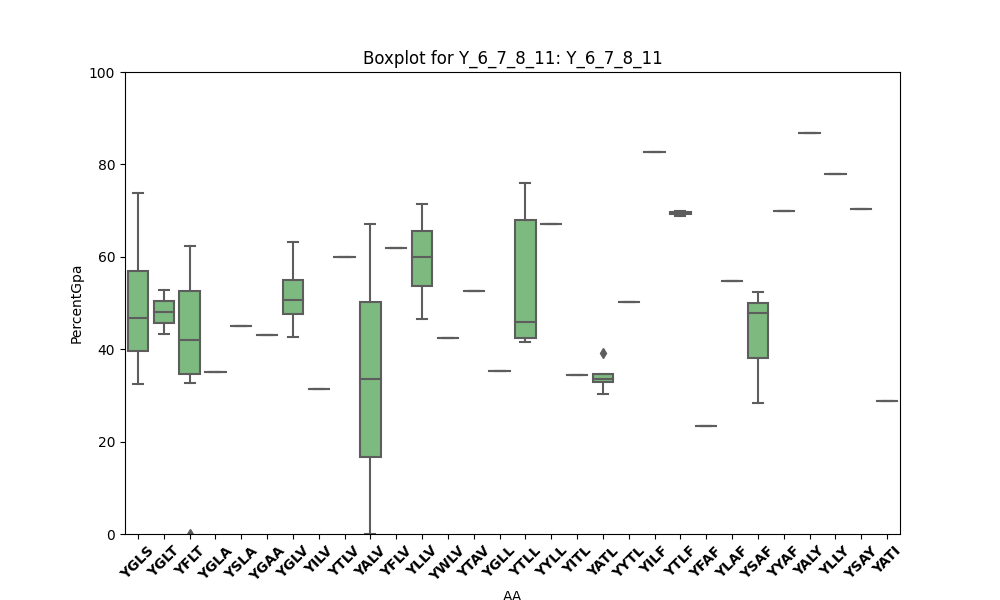 Boxplot for Y_6_7_8_11: Y_6_7_8_11
100
80
60
40
20
0
PercentGpa
YGLS YGLT YFLT YGLA YSLA YGAA YGLV YILV YTLV YALV YFLV YLLV YWLV YTAV YGLL YTLL YYLL YITL YATL YYTL YILF YTLF YFAF YLAF YSAF YYAF YALY YLLY YSAY YATI
AA